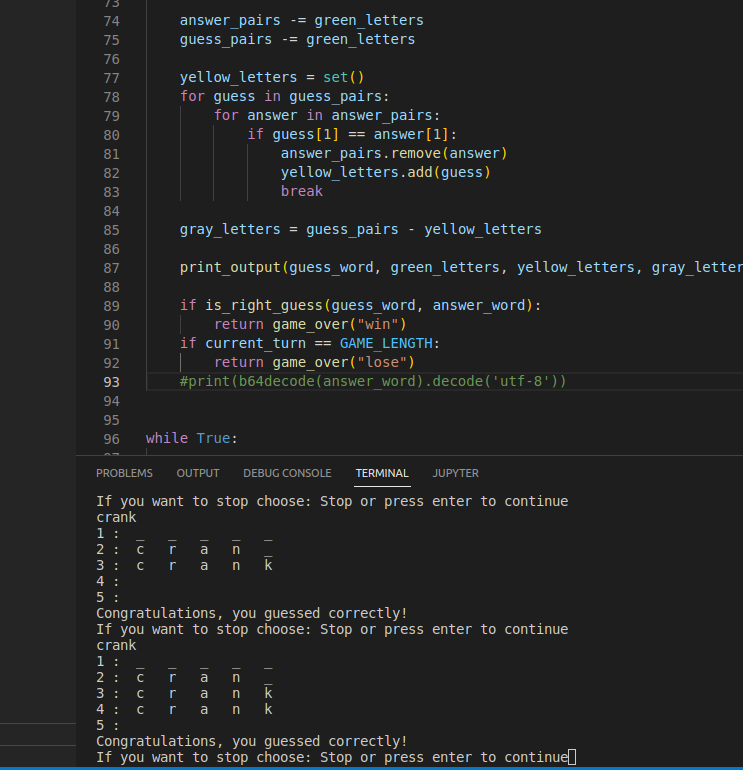 73
74 answer_pairs -= green_letters
75 guess_pairs -= green_letters
76
77 yellow_letters = set()
78 for guess in guess_pairs:
79 for answer in answer_pairs:
80 if guess[1] == answer[1]:
81 answer_pairs.remove(answer)
82 yellow_letters.add(guess)
83 break
84
85 gray_letters = guess_pairs - yellow_letters
86
87 print_output(guess_word, green_letters, yellow_letters, gray_letter
88
89 if is_right_guess(guess_word, answer_word):
90 return game_over("win")
91 if current_turn == GAME_LENGTH:
92 return game_over("lose")
93 #print(b64decode(answer_word).decode('utf-8'))
94
95
96 while True:
PROBLEMS OUTPUT DEBUG CONSOLE TERMINAL JUPYTER
If you want to stop choose: Stop or press enter to continue
crank
1 : _ _ _ _ _
2 : c r a n _
3 : c r a n k
4 :
5 :
Congratulations, you guessed correctly!
If you want to stop choose: Stop or press enter to continue
crank
1 : _ _ _ _ _
2 : c r a n _
3 : c r a n k
4 : c r a n k
5 :
Congratulations, you guessed correctly!
If you want to stop choose: Stop or press enter to continue